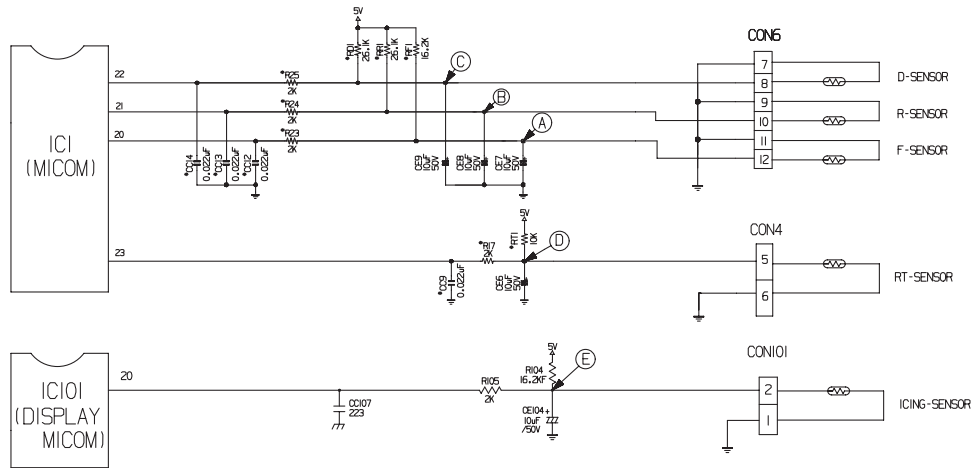 5V
*RD1
26.1K
*RR1
26.1K
*RF1
16.2K
CON6
22
*R25
2K
C
7
8
D-SENSOR
21
*R24
2K
B
9
10
R-SENSOR
20
*R23
2K
A
11
12
F-SENSOR
IC1
(MICOM)
*CC14
0.022uF
*CC13
0.022uF
*CC12
0.022uF
CE9
10uF
50V
CE8
10uF
50V
CE7
10uF
50V
5V
*RT1
10K
D
CON4
23
*R17
2K
5
*CC9
0.022uF
CE6
10uF
50V
6
RT-SENSOR
5V
R104
16.2KF
E
CON101
IC101
(DISPLAY
MICOM)
20
R105
2K
2
CC107
223
CE104+
10uF
/50V
1
ICING-SENSOR